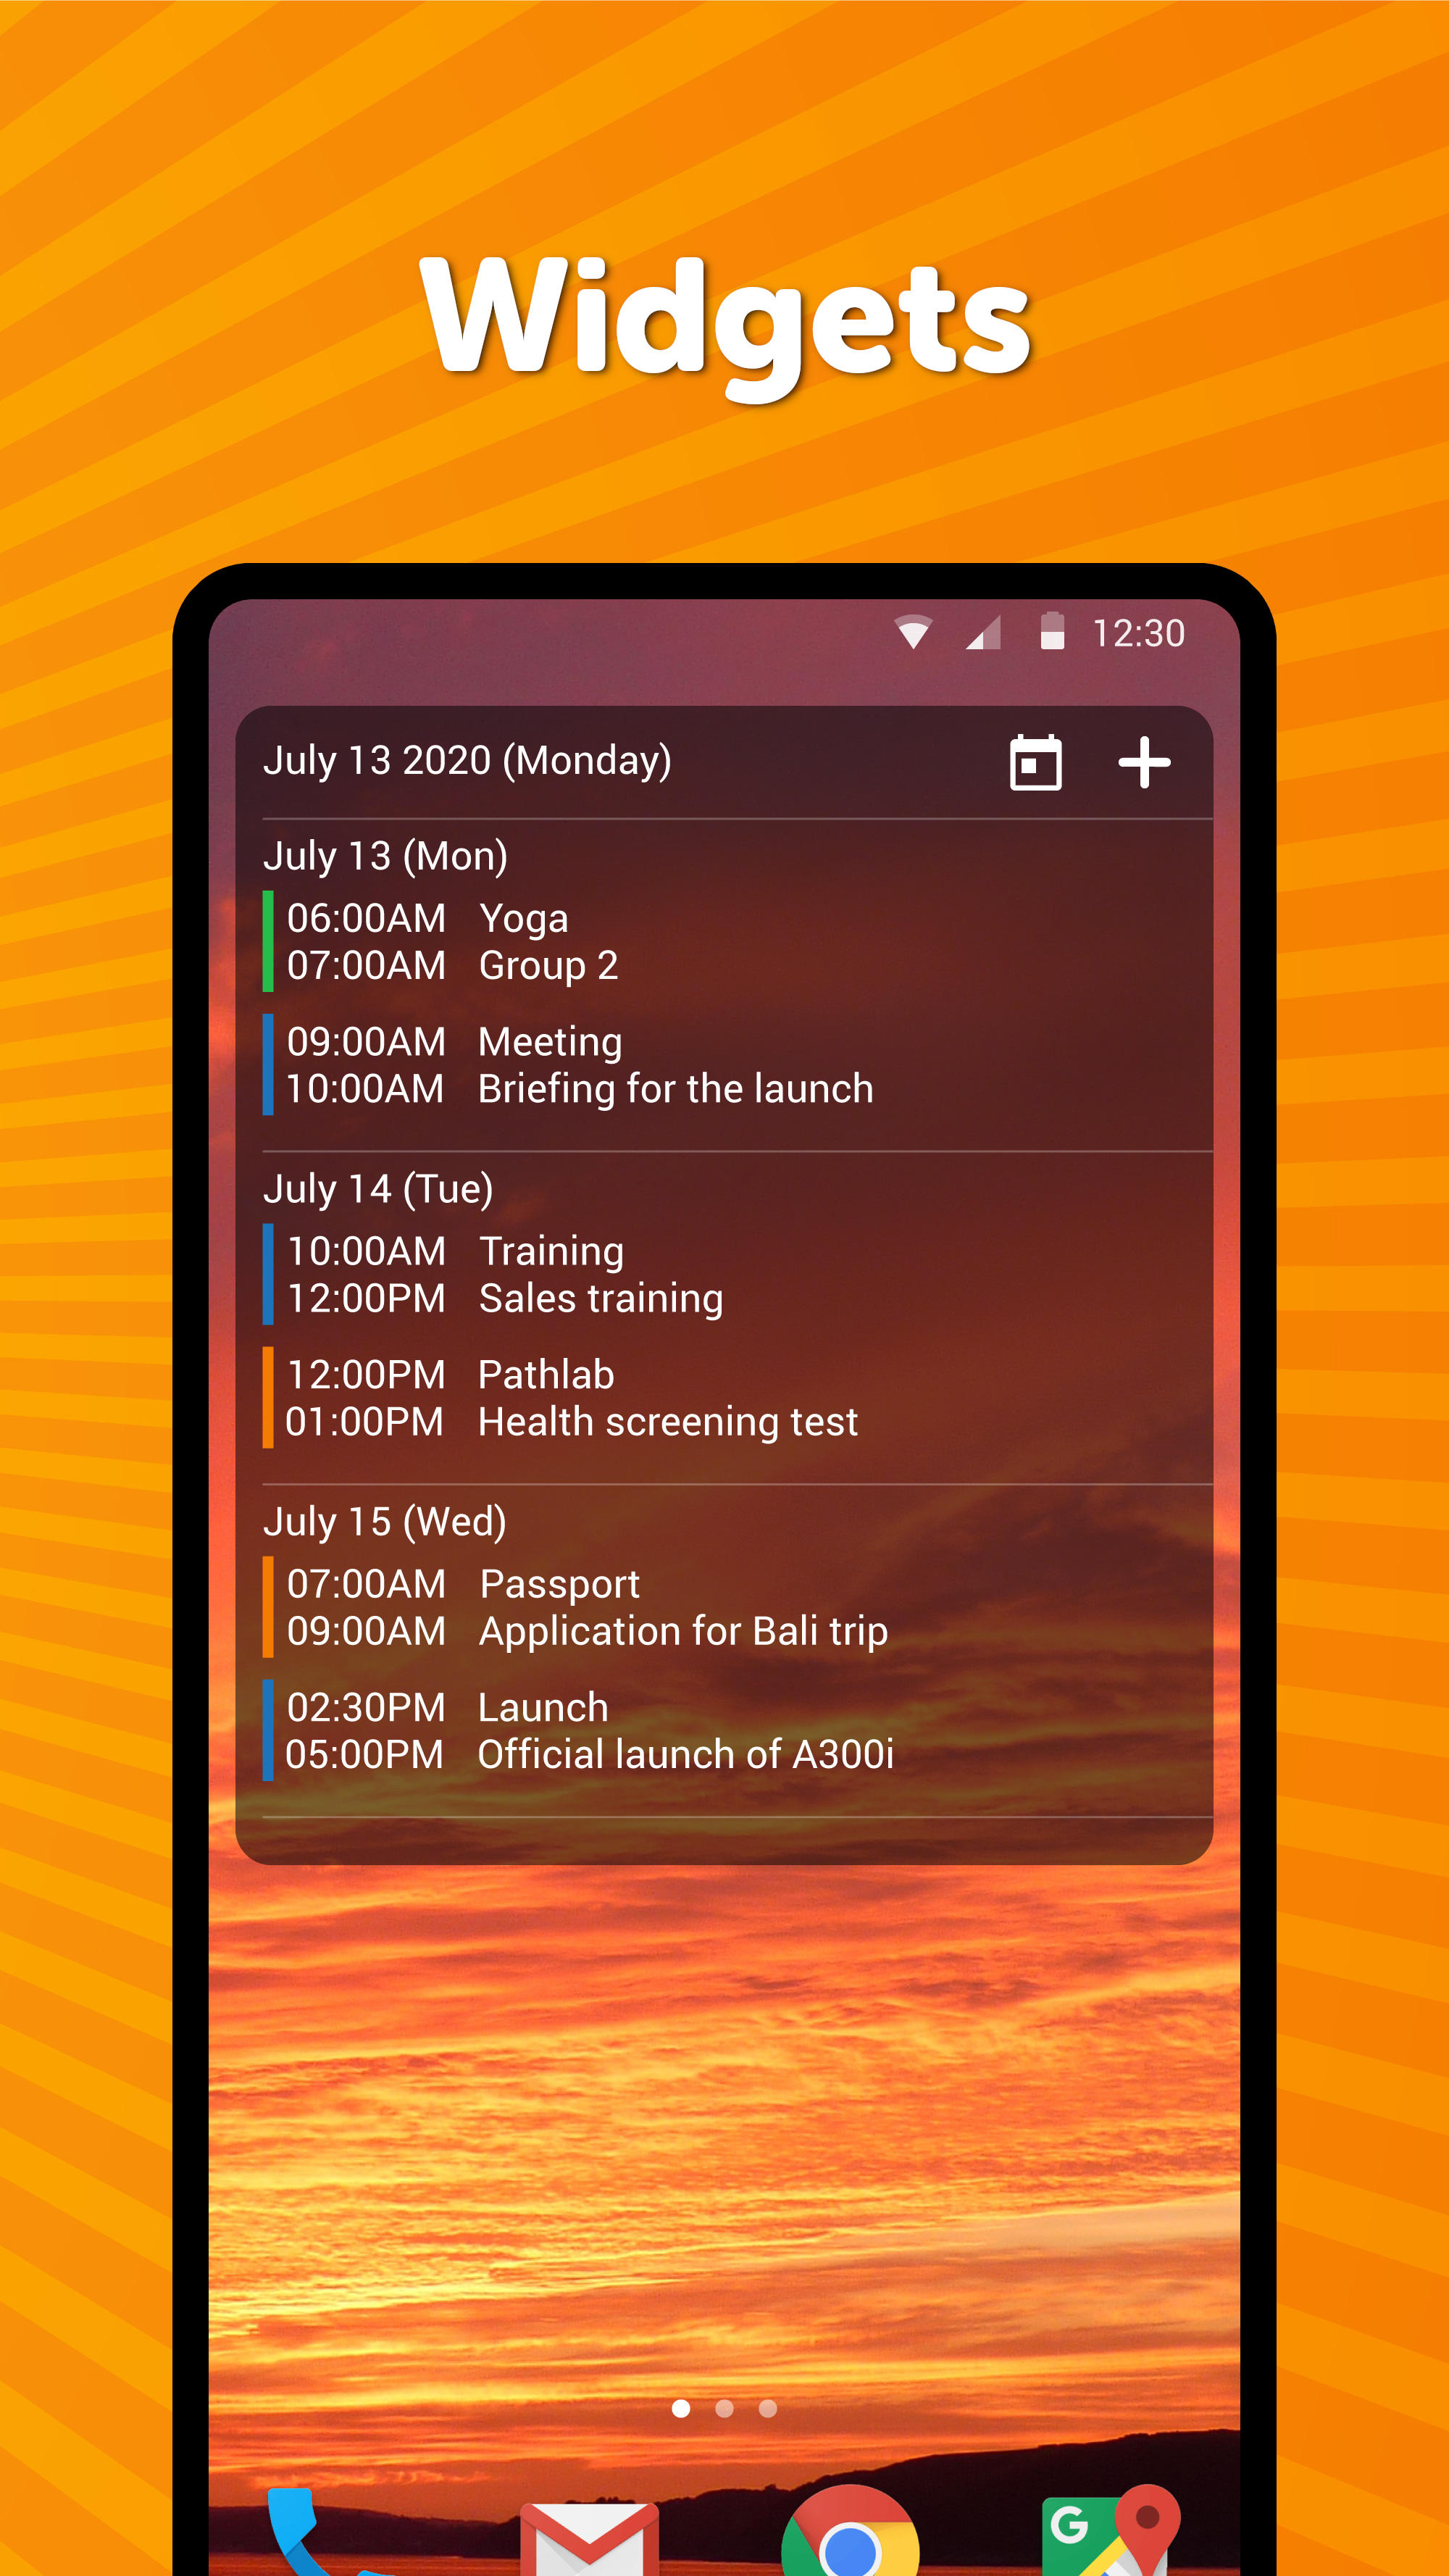 Widgets
12:30
July 13 2020 (Monday)
July 13 (Mon)
06:00AM Yoga
07:00AM Group 2
09:00AM Meeting
10:00AM Briefing for the launch
July 14 (Tue)
10:00AM Training
12:00PM Sales training
12:00PM Pathlab
01:00PM Health screening test
July 15 (Wed)
07:00AM Passport
09:00AM Application for Bali trip
02:30PM Launch
05:00PM Official launch of A300i
G